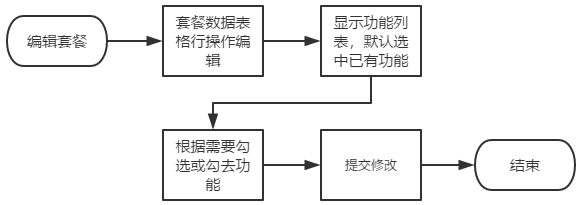 编辑套餐
套餐数据表
格行操作编
辑
显示功能列
表，默认选
中已有功能
根据需要勾
选或勾去功
能
提交修改
结束